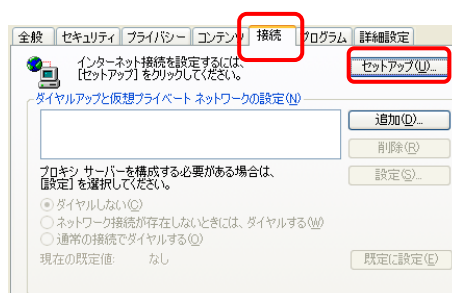 全般 セキュリティ プライバシー コンテンツ 接続 プログラム 詳細設定
インターネット接続を設定するには、
[セットアップ] をクリックしてください。
セットアップ(U)...
ダイヤルアップと仮想プライベート ネットワークの設定(N)
追加(D)...
削除(R)
プロキシ サーバーを構成する必要がある場合は、
[設定] を選択してください。
設定(S)...
ダイヤルしない(C)
ネットワーク接続が存在しないときには、ダイヤルする(W)
通常の接続でダイヤルする(O)
現在の既定値: なし
既定に設定(E)